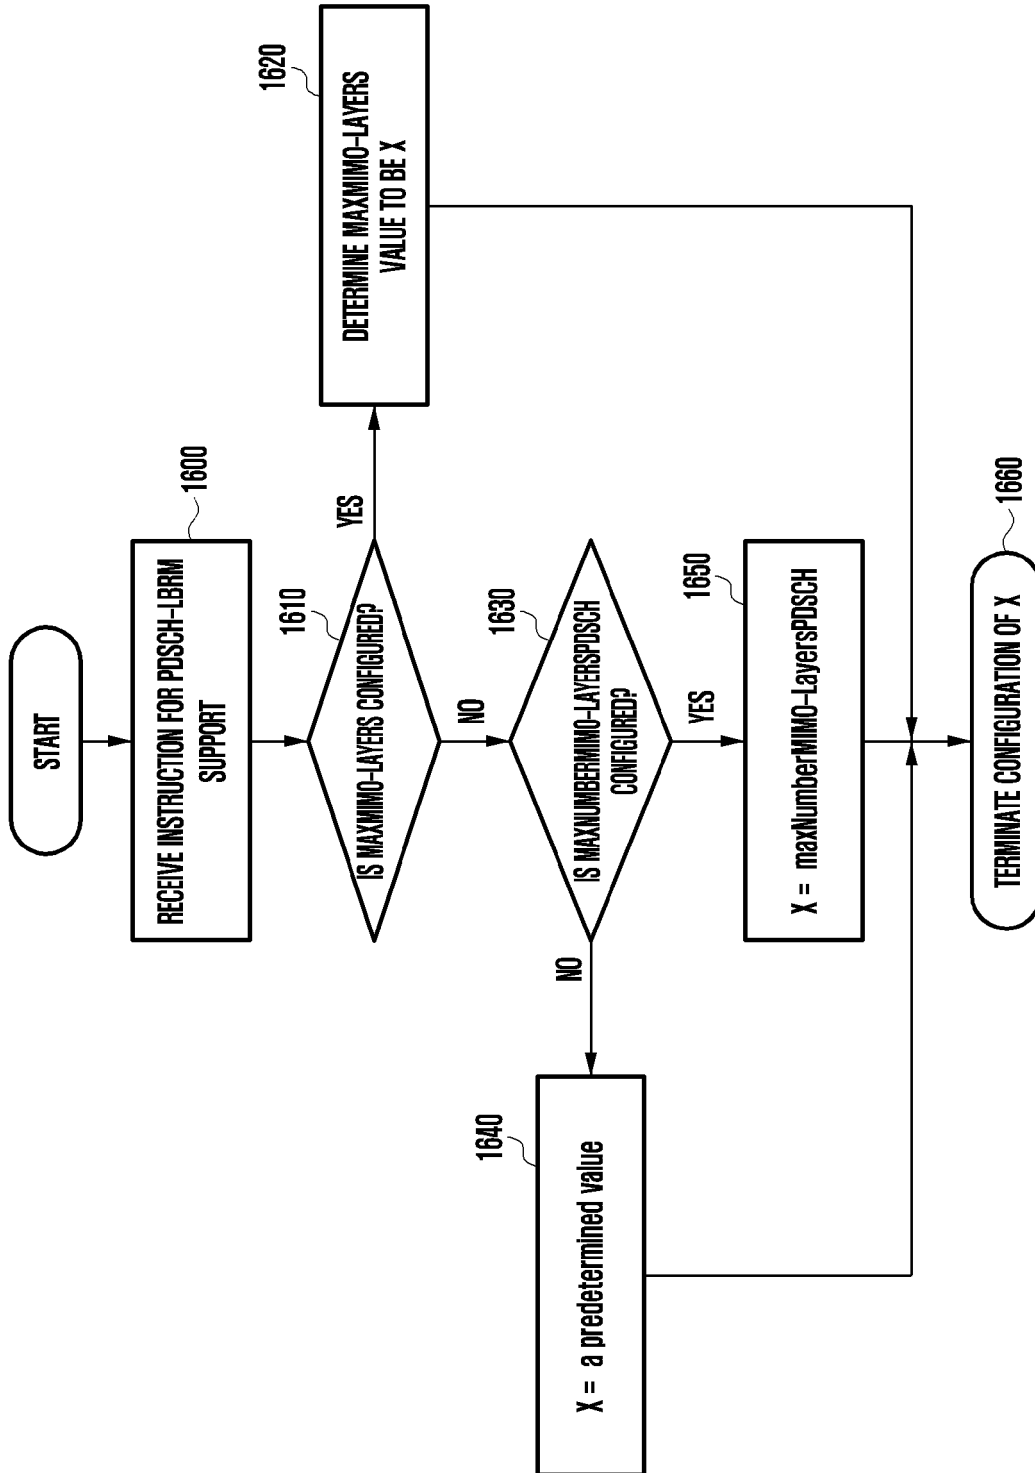 START
1600
RECEIVE INSTRUCTION FOR PDSCH-LBRM
SUPPORT
1610
IS MAXMIMO-LAYERS CONFIGURED?
YES
1620
DETERMINE MAXMIMO-LAYERS
VALUE TO BE X
NO
1630
IS MAXNUMBERMIMO-LAYERSPDSCH
CONFIGURED?
NO
1640
X = a predetermined value
YES
1650
X = maxNumberMIMO-LayersPDSCH
1660
TERMINATE CONFIGURATION OF X